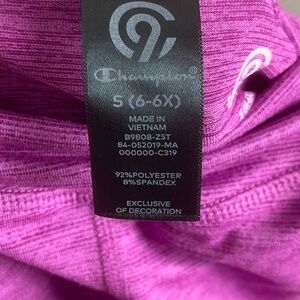 C9
Champion
S (6-6X)
MADE IN
VIETNAM
B9808-Z5T
84-052019-MA
000000-C319
92%POLYESTER
8%SPANDEX
EXCLUSIVE
OF DECORATION